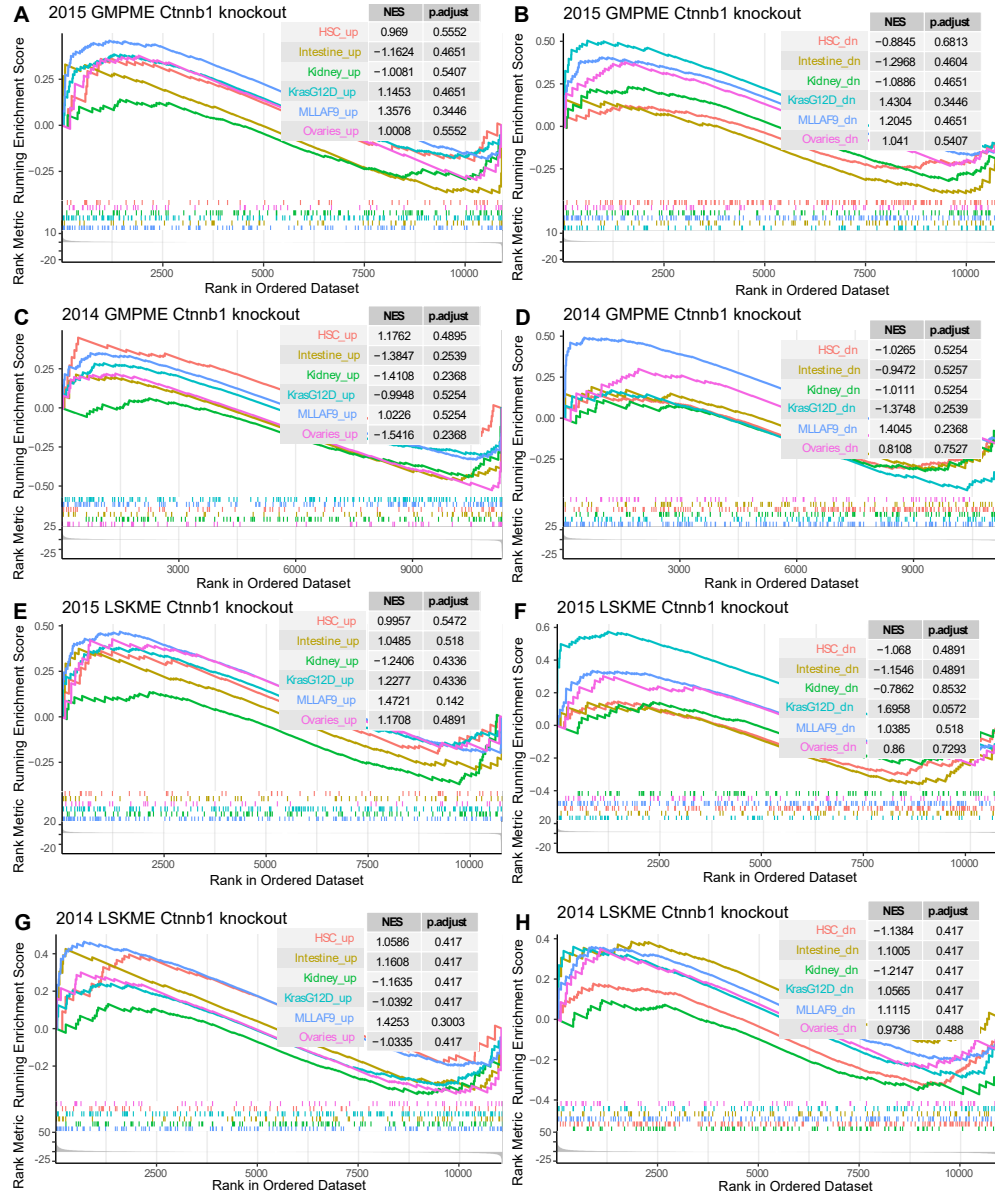 A 2015 GMPME Ctnnb1 knockout
NES p.adjust
HSC_up 0.969 0.5552
Intestine_up −1.1624 0.4651
Kidney_up −1.0081 0.5407
KrasG12D_up 1.1453 0.4651
MLLAF9_up 1.3576 0.3446
Ovaries_up 1.0008 0.5552
Running Enrichment Score
0.25
0.00
−0.25
Rank Metric
10
-20
2500 5000 7500 10000
Rank in Ordered Dataset
B 2015 GMPME Ctnnb1 knockout
NES p.adjust
HSC_dn −0.8845 0.6813
Intestine_dn −1.2968 0.4604
Kidney_dn −1.0886 0.4651
KrasG12D_dn 1.4304 0.3446
MLLAF9_dn 1.2045 0.4651
Ovaries_dn 1.041 0.5407
Running Enrichment Score
0.50
0.25
0.00
−0.25
Rank Metric
10
-20
2500 5000 7500 10000
Rank in Ordered Dataset
C 2014 GMPME Ctnnb1 knockout
NES p.adjust
HSC_up 1.1762 0.4895
Intestine_up −1.3847 0.2539
Kidney_up −1.4108 0.2368
KrasG12D_up −0.9948 0.5254
MLLAF9_up 1.0226 0.5254
Ovaries_up −1.5416 0.2368
Running Enrichment Score
0.25
0.00
−0.25
−0.50
Rank Metric
25
-25
3000 6000 9000
Rank in Ordered Dataset
D 2014 GMPME Ctnnb1 knockout
NES p.adjust
HSC_dn −1.0265 0.5254
Intestine_dn −0.9472 0.5257
Kidney_dn −1.0111 0.5254
KrasG12D_dn −1.3748 0.2539
MLLAF9_dn 1.4045 0.2368
Ovaries_dn 0.8108 0.7527
Running Enrichment Score
0.50
0.25
0.00
−0.25
Rank Metric
25
-25
3000 6000 9000
Rank in Ordered Dataset
E 2015 LSKME Ctnnb1 knockout
NES p.adjust
HSC_up 0.9957 0.5472
Intestine_up 1.0485 0.518
Kidney_up −1.2406 0.4336
KrasG12D_up 1.2277 0.4336
MLLAF9_up 1.4721 0.142
Ovaries_up 1.1708 0.4891
Running Enrichment Score
0.50
0.25
0.00
−0.25
Rank Metric
20
-20
2500 5000 7500 10000
Rank in Ordered Dataset
F 2015 LSKME Ctnnb1 knockout
NES p.adjust
HSC_dn −1.068 0.4891
Intestine_dn −1.1546 0.4891
Kidney_dn −0.7862 0.8532
KrasG12D_dn 1.6958 0.0572
MLLAF9_dn 1.0385 0.518
Ovaries_dn 0.86 0.7293
Running Enrichment Score
0.6
0.4
0.2
0.0
−0.2
−0.4
Rank Metric
20
-20
2500 5000 7500 10000
Rank in Ordered Dataset
G 2014 LSKME Ctnnb1 knockout
NES p.adjust
HSC_up 1.0586 0.417
Intestine_up 1.1608 0.417
Kidney_up −1.1635 0.417
KrasG12D_up −1.0392 0.417
MLLAF9_up 1.4253 0.3003
Ovaries_up −1.0335 0.417
Running Enrichment Score
0.4
0.2
0.0
−0.2
Rank Metric
50
-25
2500 5000 7500 10000
Rank in Ordered Dataset
H 2014 LSKME Ctnnb1 knockout
NES p.adjust
HSC_dn −1.1384 0.417
Intestine_dn 1.1005 0.417
Kidney_dn −1.2147 0.417
KrasG12D_dn 1.0565 0.417
MLLAF9_dn 1.1115 0.417
Ovaries_dn 0.9736 0.488
Running Enrichment Score
0.4
0.2
0.0
−0.2
−0.4
Rank Metric
50
-25
2500 5000 7500 10000
Rank in Ordered Dataset